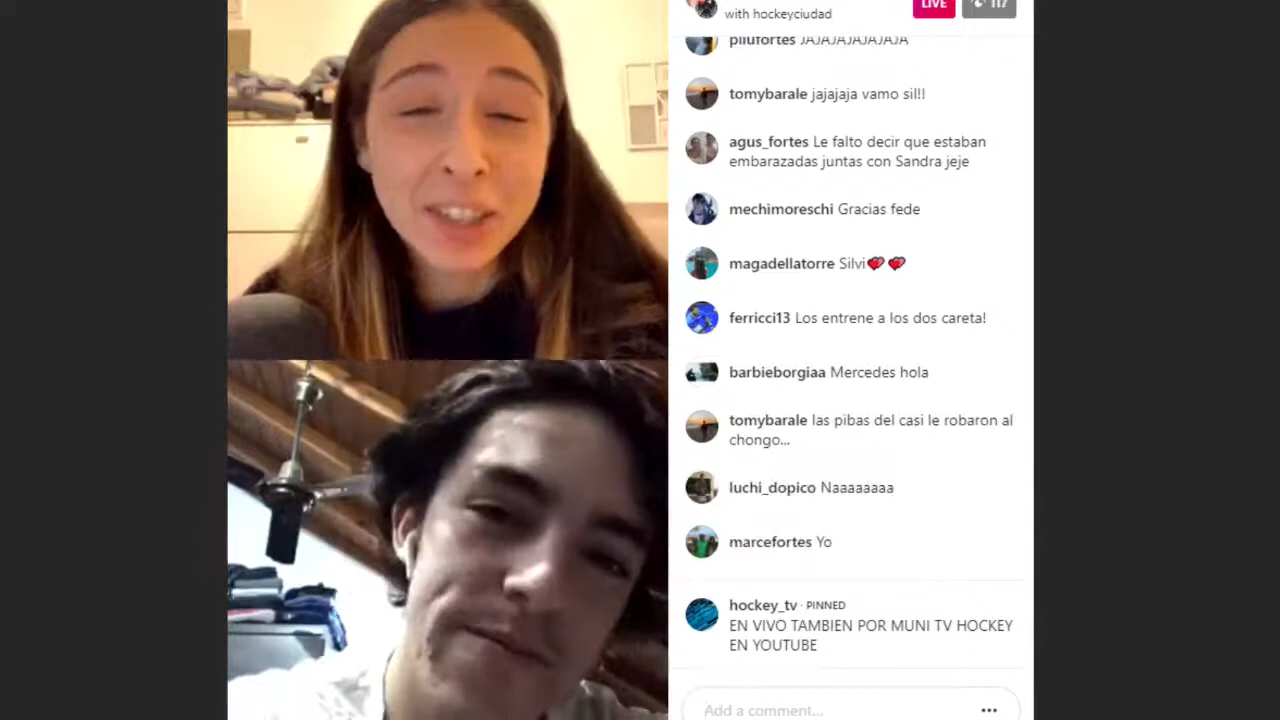 with hockeyciudad
LIVE
117
pilufortes JAJAJAJAJAJAJA
tomybarale jajajaja vamo sil!!
agus_fortes Le falto decir que estaban
embarazadas juntas con Sandra jeje
mechimoreschi Gracias fede
magadellatorre Silvi💕💕
ferricci13 Los entrene a los dos careta!
barbieborgiaa Mercedes hola
tomybarale las pibas del casi le robaron al
chongo...
luchi_dopico Naaaaaaaa
marcefortes Yo
hockey_tv · PINNED
EN VIVO TAMBIEN POR MUNI TV HOCKEY
EN YOUTUBE
Add a comment...